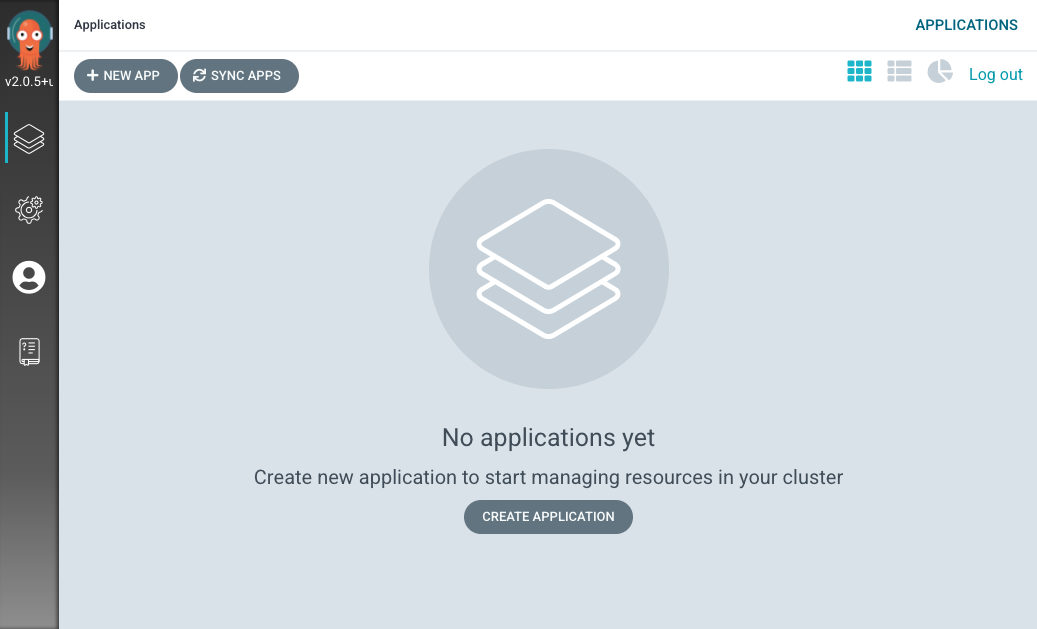 Applications
APPLICATIONS
NEW APP
SYNC APPS
Log out
v2.0.5+u
No applications yet
Create new application to start managing resources in your cluster
CREATE APPLICATION